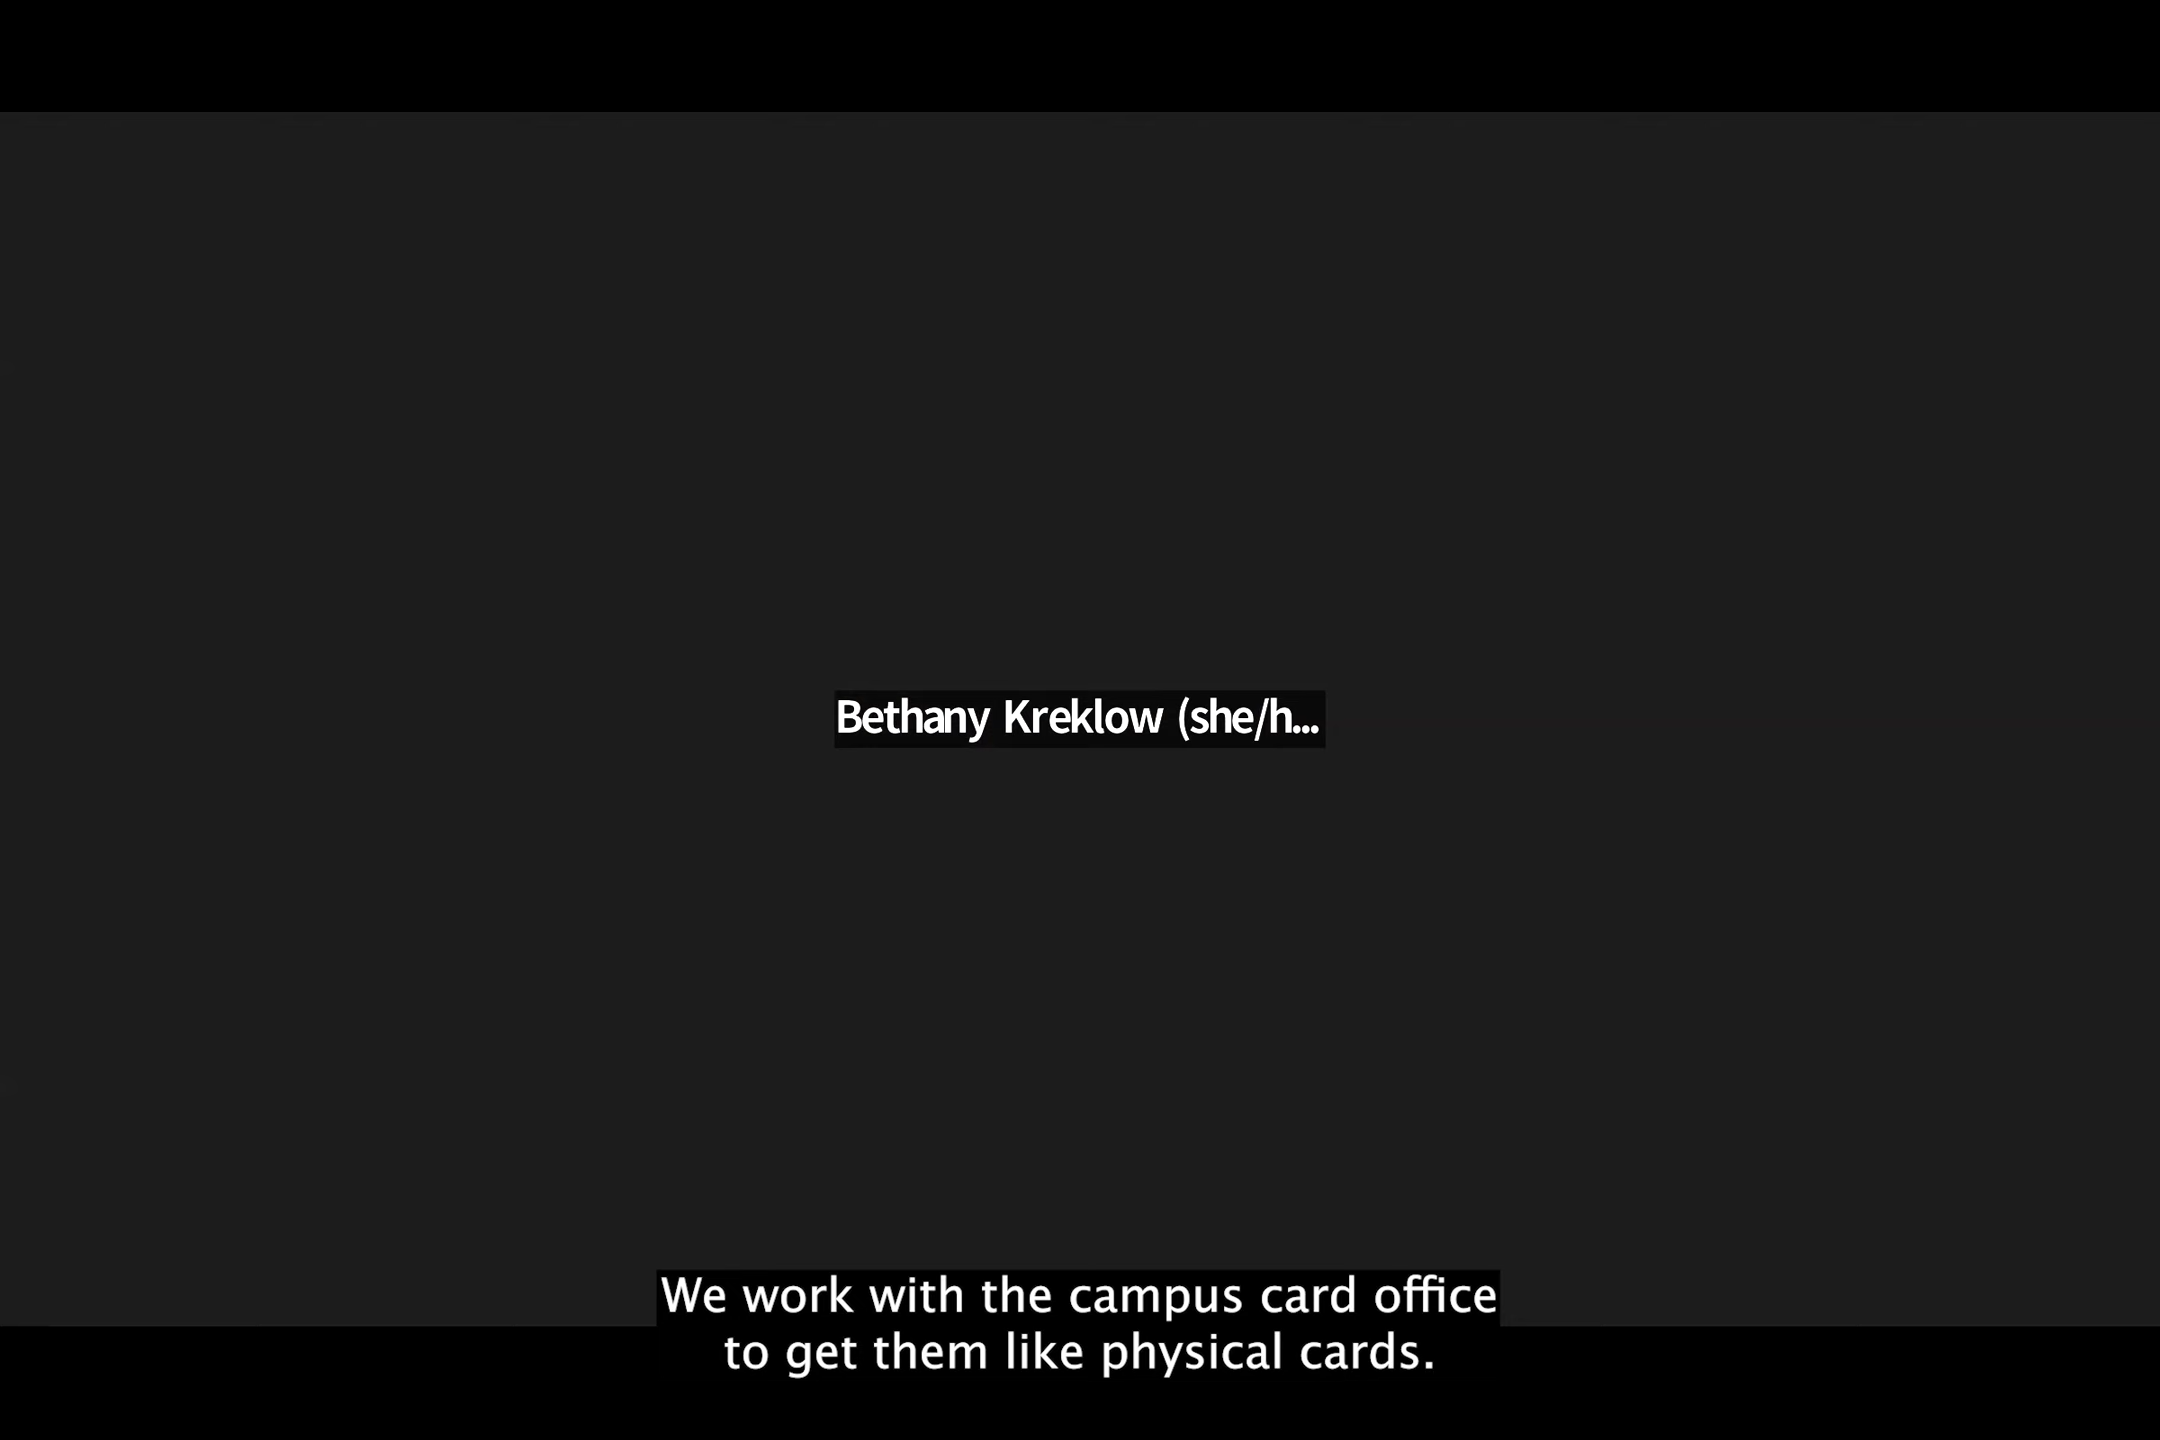 Bethany Kreklow (she/h...
We work with the campus card office
to get them like physical cards.